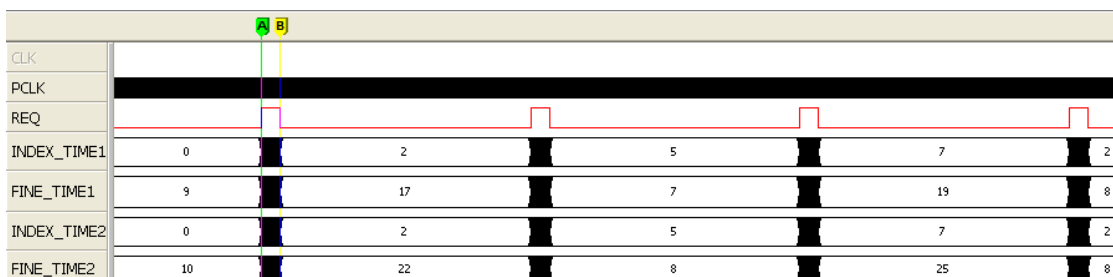 A B
CLK
PCLK
REQ
INDEX_TIME1 0 2 5 7 2
FINE_TIME1 9 17 7 19 8
INDEX_TIME2 0 2 5 7 2
FINE_TIME2 10 22 8 25 8